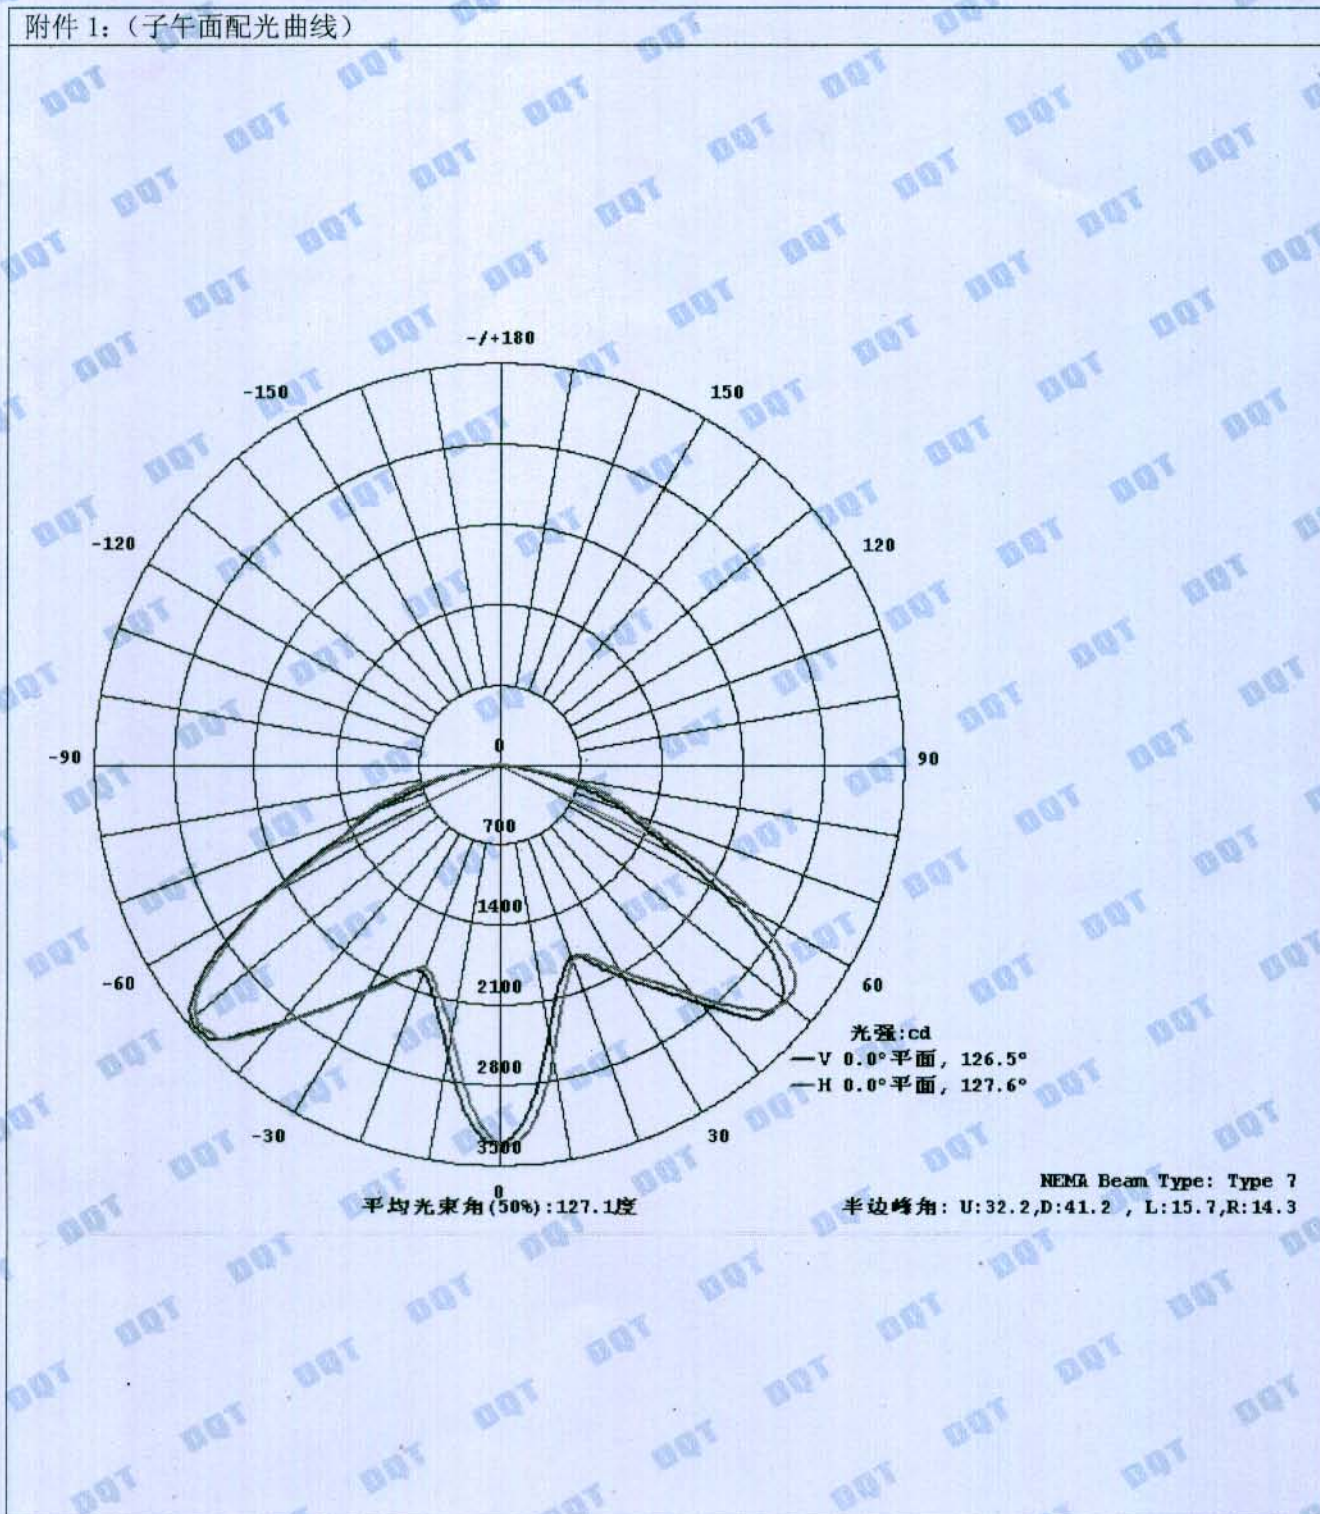 附件 1：（子午面配光曲线）
-/+180
-150 150
-120 120
-90 0 90
700
1400
-60 2100 60
光强:cd
V 0.0°平面, 126.5°
2800
H 0.0°平面, 127.6°
-30 3500 30
0
NEMA Beam Type: Type 7
平均光束角(50%):127.1度
半边峰角: U:32.2,D:41.2 , L:15.7,R:14.3
DQT